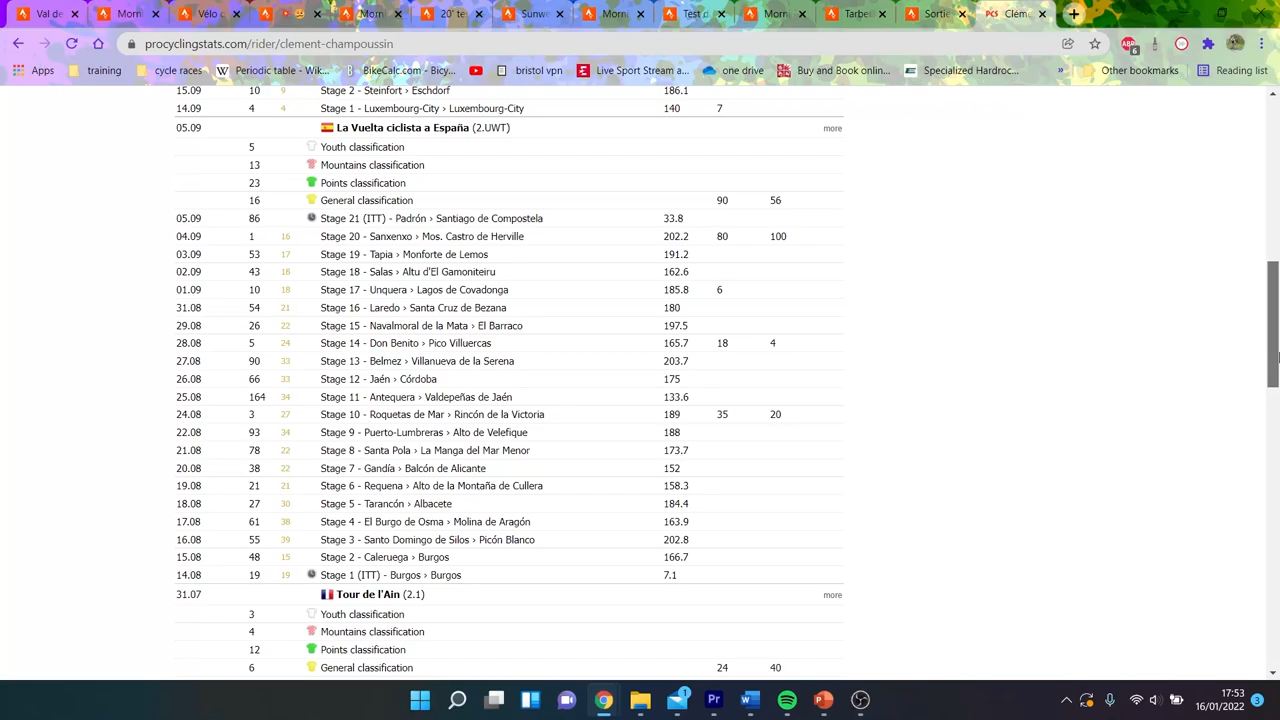 Val de
Morni
Vélo c
Morn
20' te
Sunw
Morni
Test d
Morni
Tarbe
Sortie
PCS Clém
procyclingstats.com/rider/clement-champoussin
Apps training cycle races Periodic table - Wik... BikeCalc.com - Bicy... bristol vpn Live Sport Stream a... one drive Buy and Book onlin... Specialized Hardroc... » Other bookmarks Reading list
15.09 10 9 Stage 2 - Steinfort › Eschdorf 186.1
14.09 4 4 Stage 1 - Luxembourg-City › Luxembourg-City 140 7
05.09 La Vuelta ciclista a España (2.UWT) more
5 Youth classification
13 Mountains classification
23 Points classification
16 General classification 90 56
05.09 86 Stage 21 (ITT) - Padrón › Santiago de Compostela 33.8
04.09 1 16 Stage 20 - Sanxenxo › Mos. Castro de Herville 202.2 80 100
03.09 53 17 Stage 19 - Tapia › Monforte de Lemos 191.2
02.09 43 18 Stage 18 - Salas › Altu d'El Gamoniteiru 162.6
01.09 10 18 Stage 17 - Unquera › Lagos de Covadonga 185.8 6
31.08 54 21 Stage 16 - Laredo › Santa Cruz de Bezana 180
29.08 26 22 Stage 15 - Navalmoral de la Mata › El Barraco 197.5
28.08 5 24 Stage 14 - Don Benito › Pico Villuercas 165.7 18 4
27.08 90 33 Stage 13 - Belmez › Villanueva de la Serena 203.7
26.08 66 33 Stage 12 - Jaén › Córdoba 175
25.08 164 34 Stage 11 - Antequera › Valdepeñas de Jaén 133.6
24.08 3 27 Stage 10 - Roquetas de Mar › Rincón de la Victoria 189 35 20
22.08 93 34 Stage 9 - Puerto-Lumbreras › Alto de Velefique 188
21.08 78 22 Stage 8 - Santa Pola › La Manga del Mar Menor 173.7
20.08 38 22 Stage 7 - Gandía › Balcón de Alicante 152
19.08 21 21 Stage 6 - Requena › Alto de la Montaña de Cullera 158.3
18.08 27 30 Stage 5 - Tarancón › Albacete 184.4
17.08 61 38 Stage 4 - El Burgo de Osma › Molina de Aragón 163.9
16.08 55 39 Stage 3 - Santo Domingo de Silos › Picón Blanco 202.8
15.08 48 15 Stage 2 - Caleruega › Burgos 166.7
14.08 19 19 Stage 1 (ITT) - Burgos › Burgos 7.1
31.07 Tour de l'Ain (2.1) more
3 Youth classification
4 Mountains classification
12 Points classification
6 General classification 24 40
17:53
16/01/2022 3